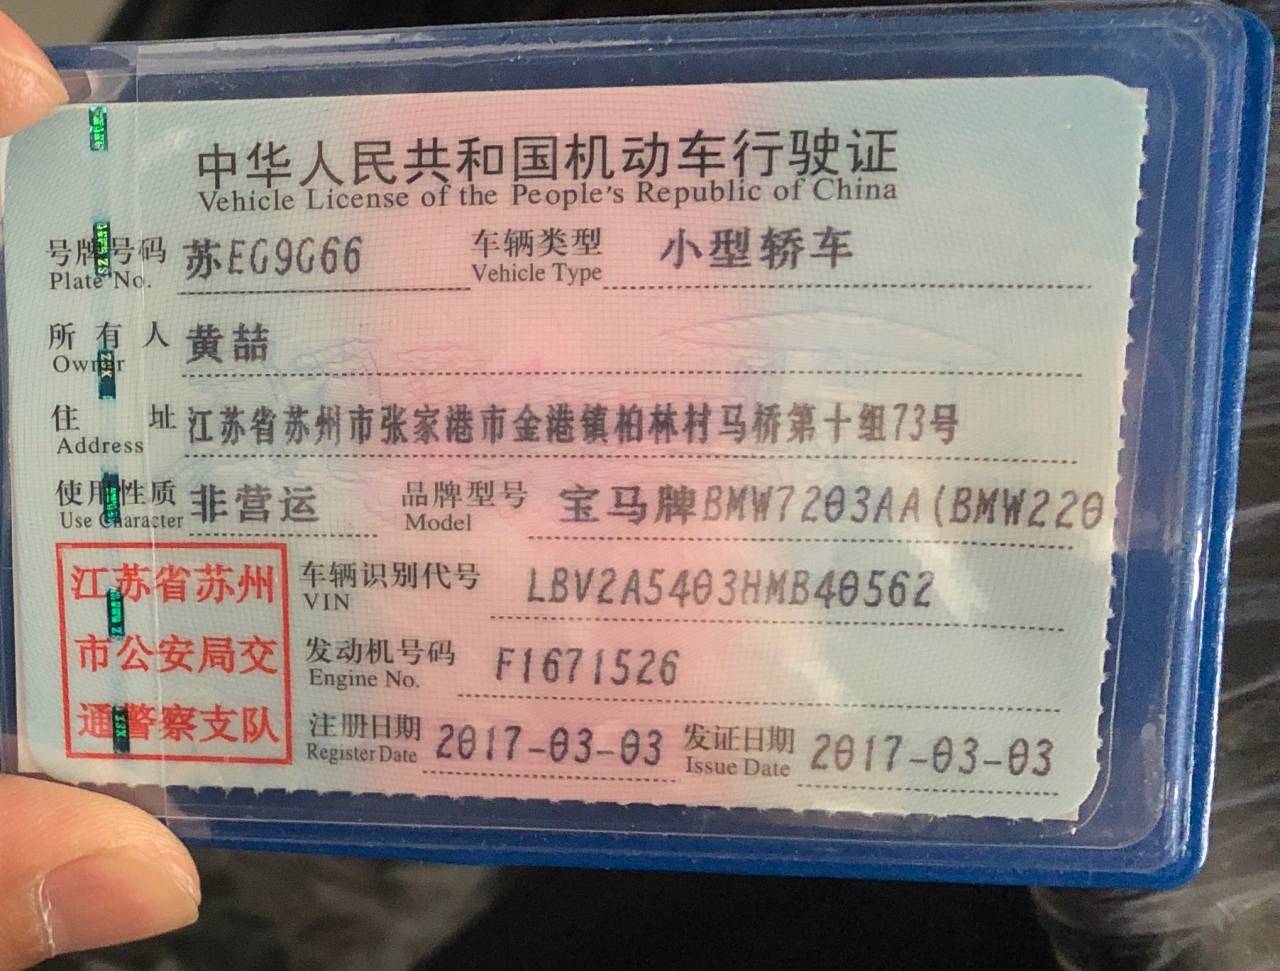 中华人民共和国机动车行驶证
Vehicle License of the People's Republic of China
号牌号码 苏EG9G66 车辆类型 小型轿车
Plate No. Vehicle Type
所有人 黄喆
Owner
住址 江苏省苏州市张家港市金港镇柏林村马桥第十组73号
Address
使用性质 非营运 品牌型号 宝马牌BMW7203AA(BMW220
Use Character Model
江苏省苏州
市公安局交
通警察支队
车辆识别代号 LBV2A5403HMB40562
VIN
发动机号码 F1671526
Engine No.
注册日期 2017-03-03 发证日期 2017-03-03
Register Date Issue Date